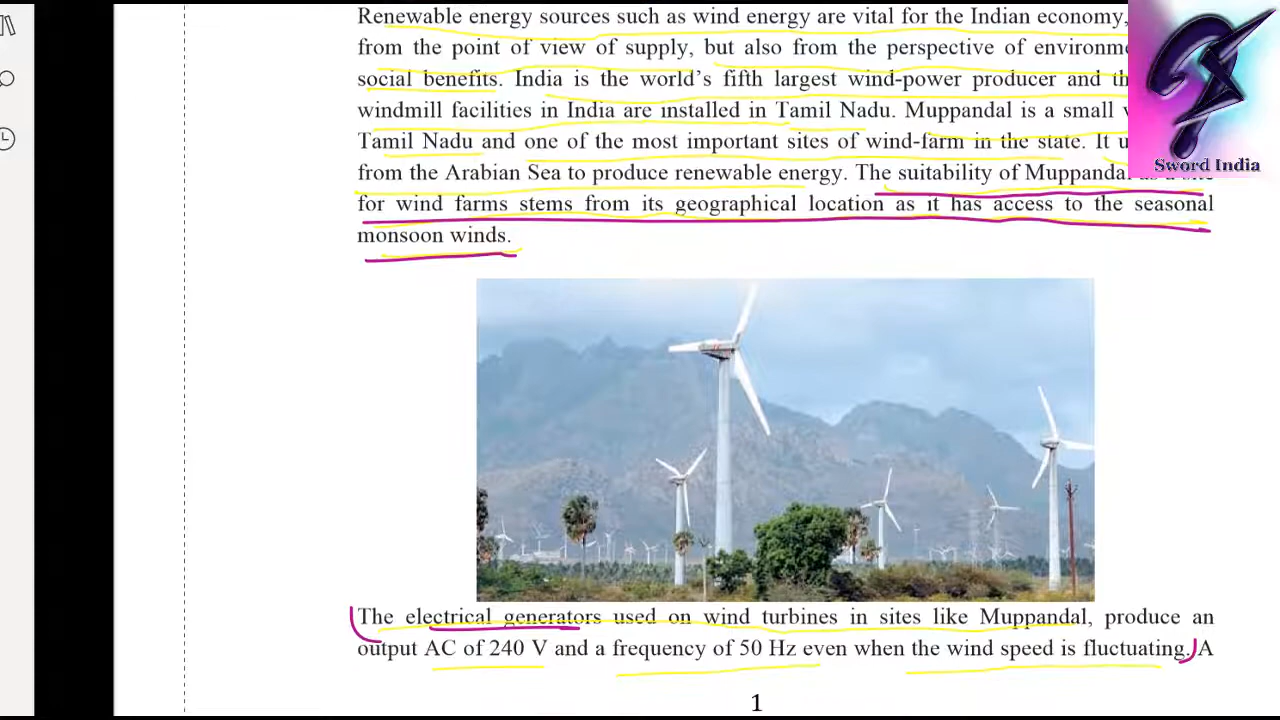 Renewable energy sources such as wind energy are vital for the Indian economy,
from the point of view of supply, but also from the perspective of
social benefits. India is the world's fifth largest wind-power producer and
windmill facilities in India are installed in Tamil Nadu. Muppandal is a small
Tamil Nadu and one of the most important sites of wind-farm in the state. It
from the Arabian Sea to produce renewable energy. The suitability of Muppandal
for wind farms stems from its geographical location as it has access to the seasonal
monsoon winds.
Sword India
The electrical generators used on wind turbines in sites like Muppandal, produce an
output AC of 240 V and a frequency of 50 Hz even when the wind speed is fluctuating. A
1